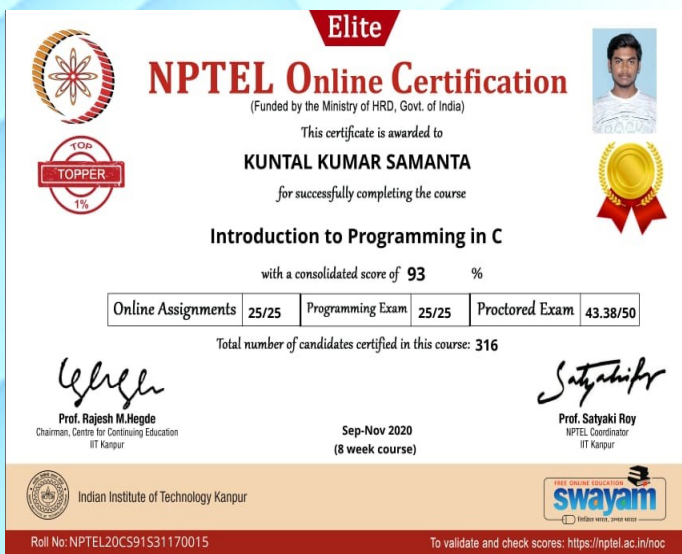 Elite
NPTEL Online Certification
(Funded by the Ministry of HRD, Govt. of India)
This certificate is awarded to
KUNTAL KUMAR SAMANTA
for successfully completing the course
TOP
TOPPER
1%
Introduction to Programming in C
with a consolidated score of 93 %
Online Assignments 25/25 Programming Exam 25/25 Proctored Exam 43.38/50
Total number of candidates certified in this course: 316
Prof. Rajesh M.Hegde
Chairman, Centre for Continuing Education
IIT Kanpur
Sep-Nov 2020
(8 week course)
Prof. Satyaki Roy
NPTEL Coordinator
IIT Kanpur
Indian Institute of Technology Kanpur
FREE ONLINE EDUCATION
swayam
शिक्षित भारत, उन्नत भारत
Roll No: NPTEL20CS91S31170015
To validate and check scores: https://nptel.ac.in/noc